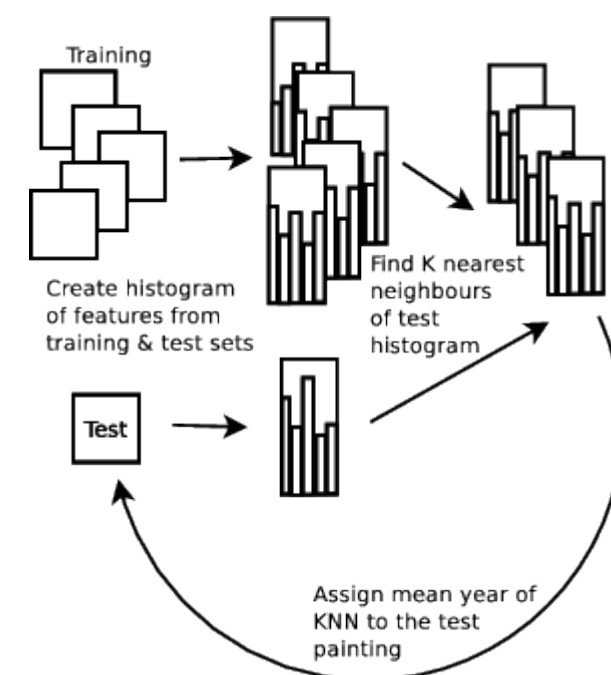 Training
Create histogram
of features from
training & test sets
Find K nearest
neighbours
of test
histogram
Test
Assign mean year of
KNN to the test
painting